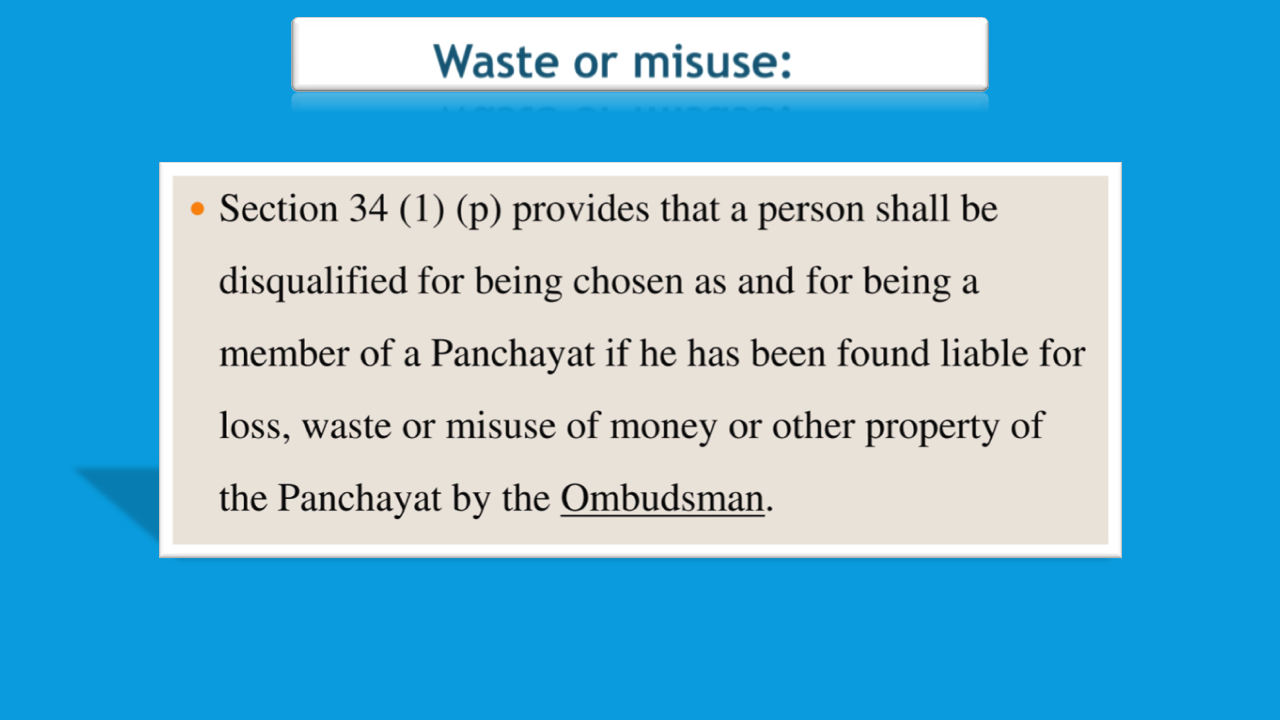 Waste or misuse:
• Section 34 (1) (p) provides that a person shall be
disqualified for being chosen as and for being a
member of a Panchayat if he has been found liable for
loss, waste or misuse of money or other property of
the Panchayat by the Ombudsman.